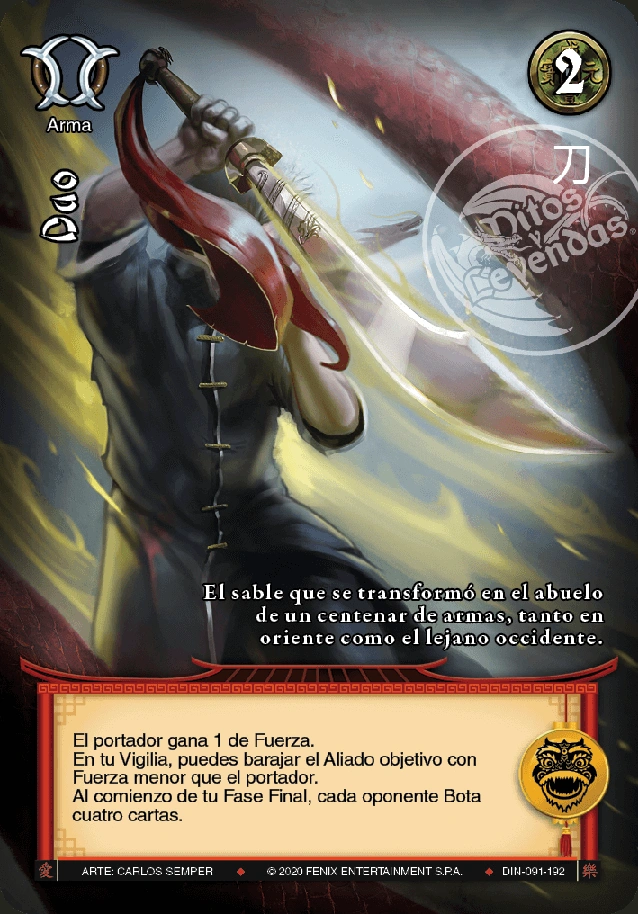 Arma
2
Dao
刀
Mitos
y
Leyendas®
El sable que se transformó en el abuelo
de un centenar de armas, tanto en
oriente como el lejano occidente.
El portador gana 1 de Fuerza.
En tu Vigilia, puedes barajar el Aliado objetivo con
Fuerza menor que el portador.
Al comienzo de tu Fase Final, cada oponente Bota
cuatro cartas.
愛 ARTE: CARLOS SEMPER ◆ © 2020 FENIX ENTERTAINMENT S.P.A. ◆ DIN-091-192 樂